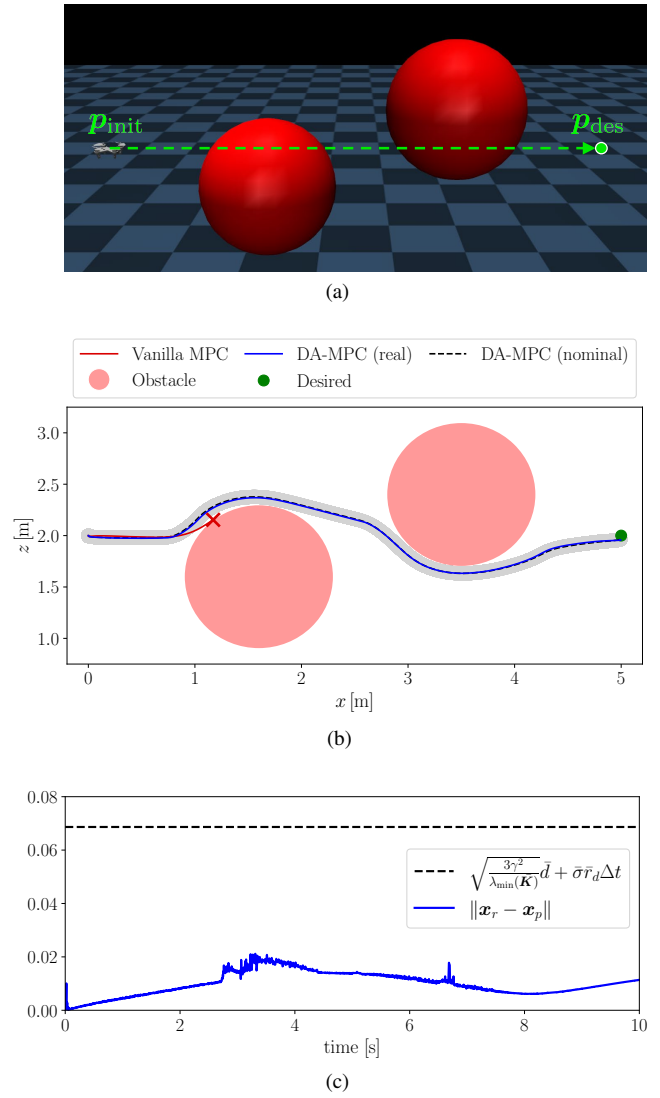 p_init
p_des
(a)
Vanilla MPC DA-MPC (real) DA-MPC (nominal)
Obstacle Desired
3.0
2.5
2.0
1.5
1.0
z [m]
0 1 2 3 4 5
x [m]
(b)
0.08
0.06
0.04
0.02
0.00
√(3γ²/λ_min(K)) d̄ + σ̄ r̄_d Δt
‖x_r − x_p‖
0 2 4 6 8 10
time [s]
(c)